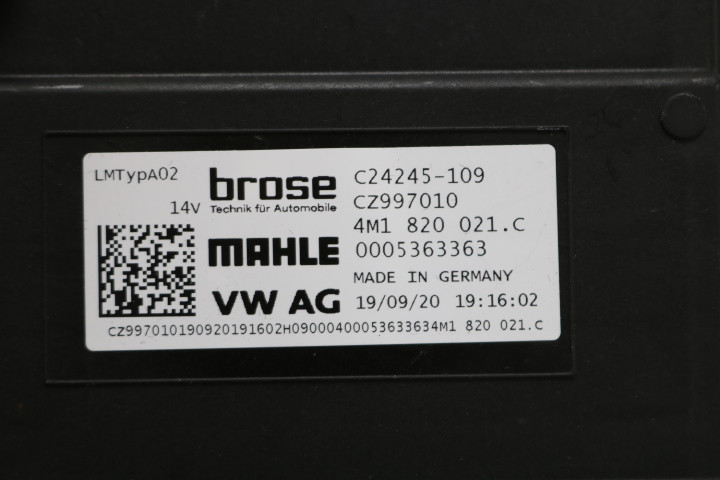 LMTypA02
14V
brose
Technik für Automobile
MAHLE
VW AG
C24245-109
CZ997010
4M1 820 021.C
0005363363
MADE IN GERMANY
19/09/20 19:16:02
CZ997010190920191602H09000400053633634M1 820 021.C